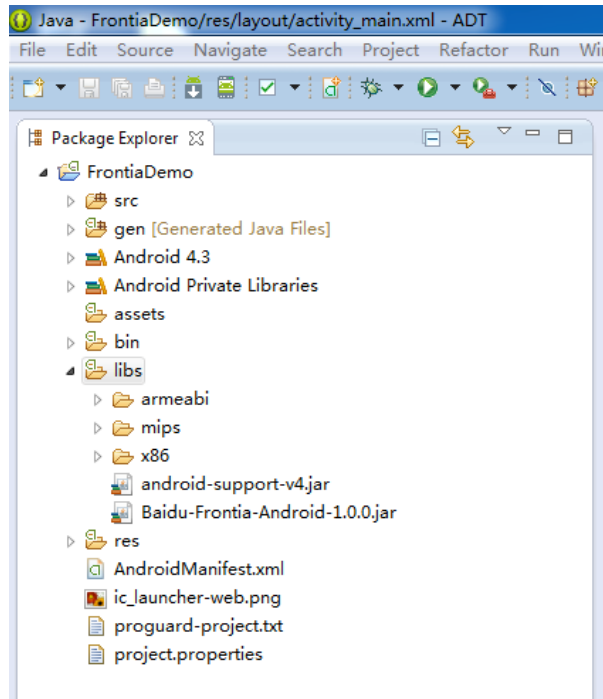 Java - FrontiaDemo/res/layout/activity_main.xml - ADT
File Edit Source Navigate Search Project Refactor Run
Package Explorer
FrontiaDemo
src
gen [Generated Java Files]
Android 4.3
Android Private Libraries
assets
bin
libs
armeabi
mips
x86
android-support-v4.jar
Baidu-Frontia-Android-1.0.0.jar
res
AndroidManifest.xml
ic_launcher-web.png
proguard-project.txt
project.properties